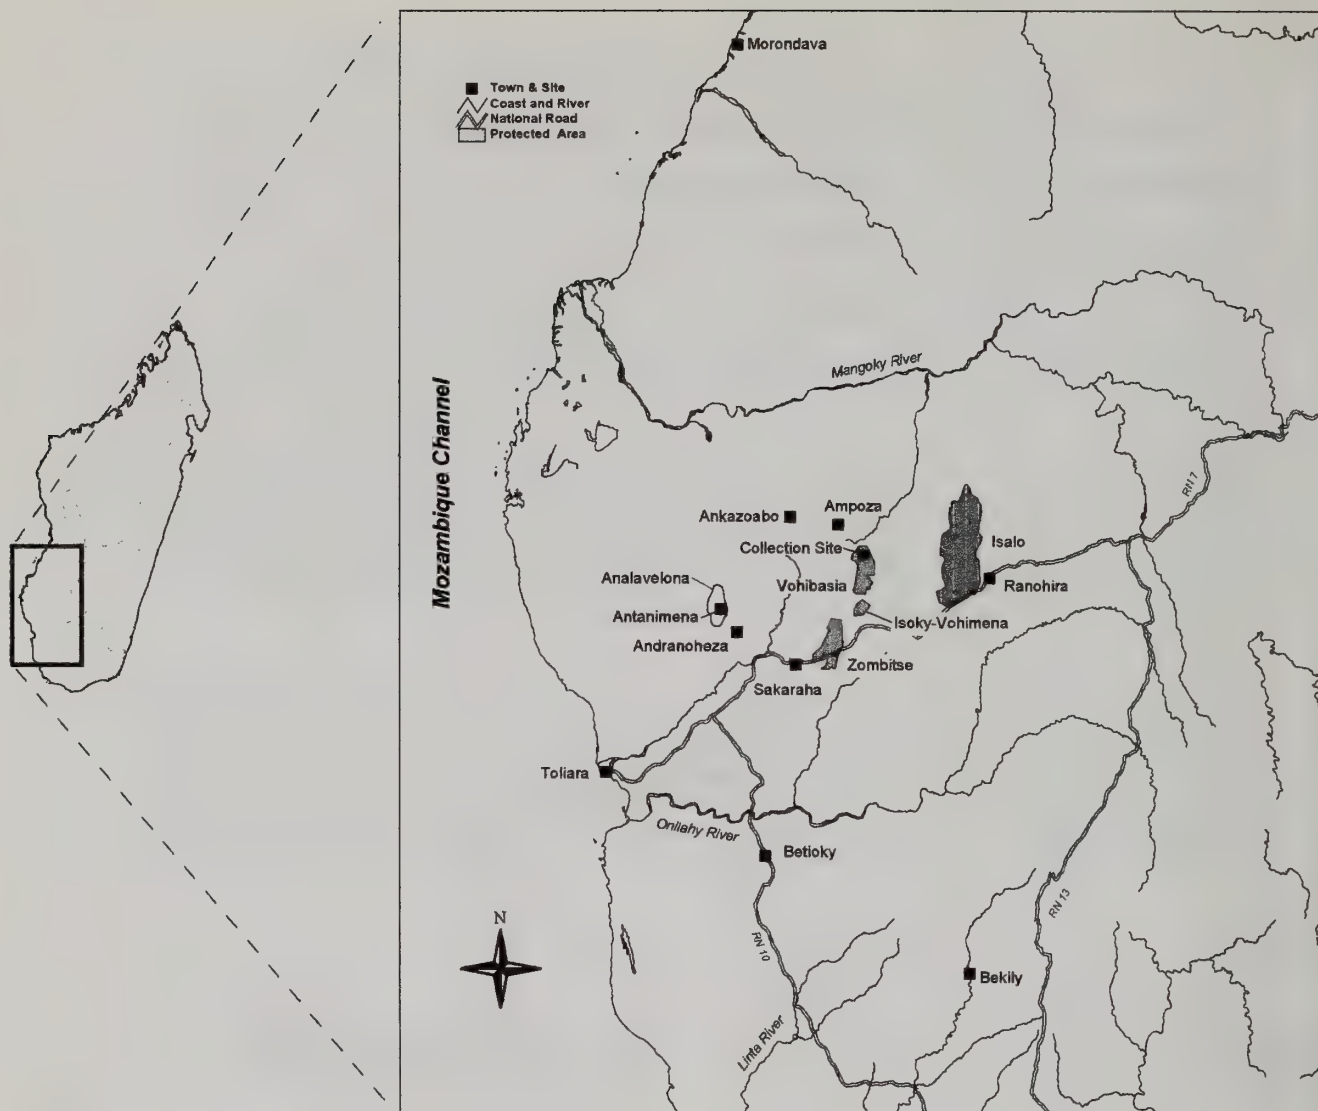 Morondava
Town & Site
Coast and River
National Road
Protected Area
Mangoky River
Mozambique Channel
RN 7
Ankazoabo
Ampoza
Collection Site
Isalo
Analavelona
Vohibasia
Ranohira
Antanimena
Isoky-Vohimena
Andranoheza
Zombitse
Sakaraha
Toliara
Onilahy River
Betioky
RN 13
N
RN 10
Bekily
Linta River